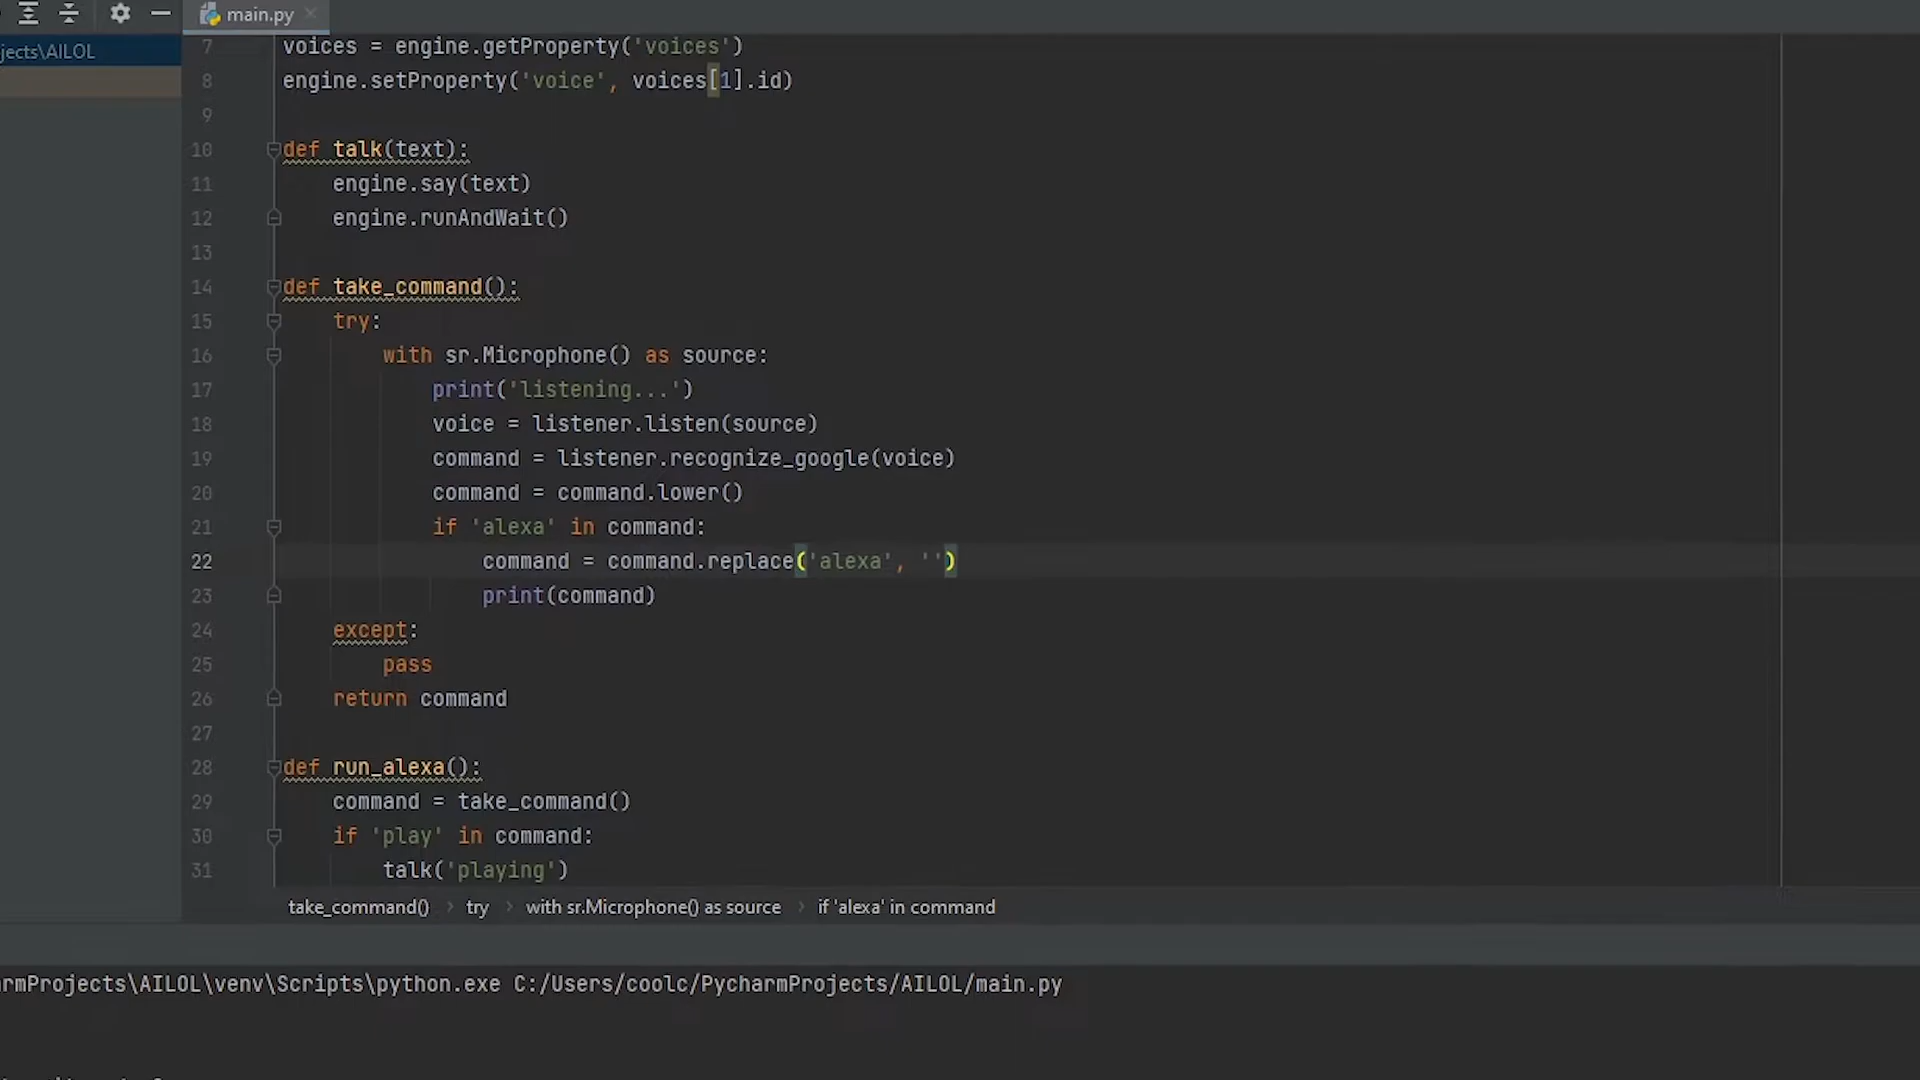 main.py
jects\AILOL
7 voices = engine.getProperty('voices')
8 engine.setProperty('voice', voices[1].id)
9
10 def talk(text):
11 engine.say(text)
12 engine.runAndWait()
13
14 def take_command():
15 try:
16 with sr.Microphone() as source:
17 print('listening...')
18 voice = listener.listen(source)
19 command = listener.recognize_google(voice)
20 command = command.lower()
21 if 'alexa' in command:
22 command = command.replace('alexa', '')
23 print(command)
24 except:
25 pass
26 return command
27
28 def run_alexa():
29 command = take_command()
30 if 'play' in command:
31 talk('playing')
take_command() › try › with sr.Microphone() as source › if 'alexa' in command
rmProjects\AILOL\venv\Scripts\python.exe C:/Users/coolc/PycharmProjects/AILOL/main.py